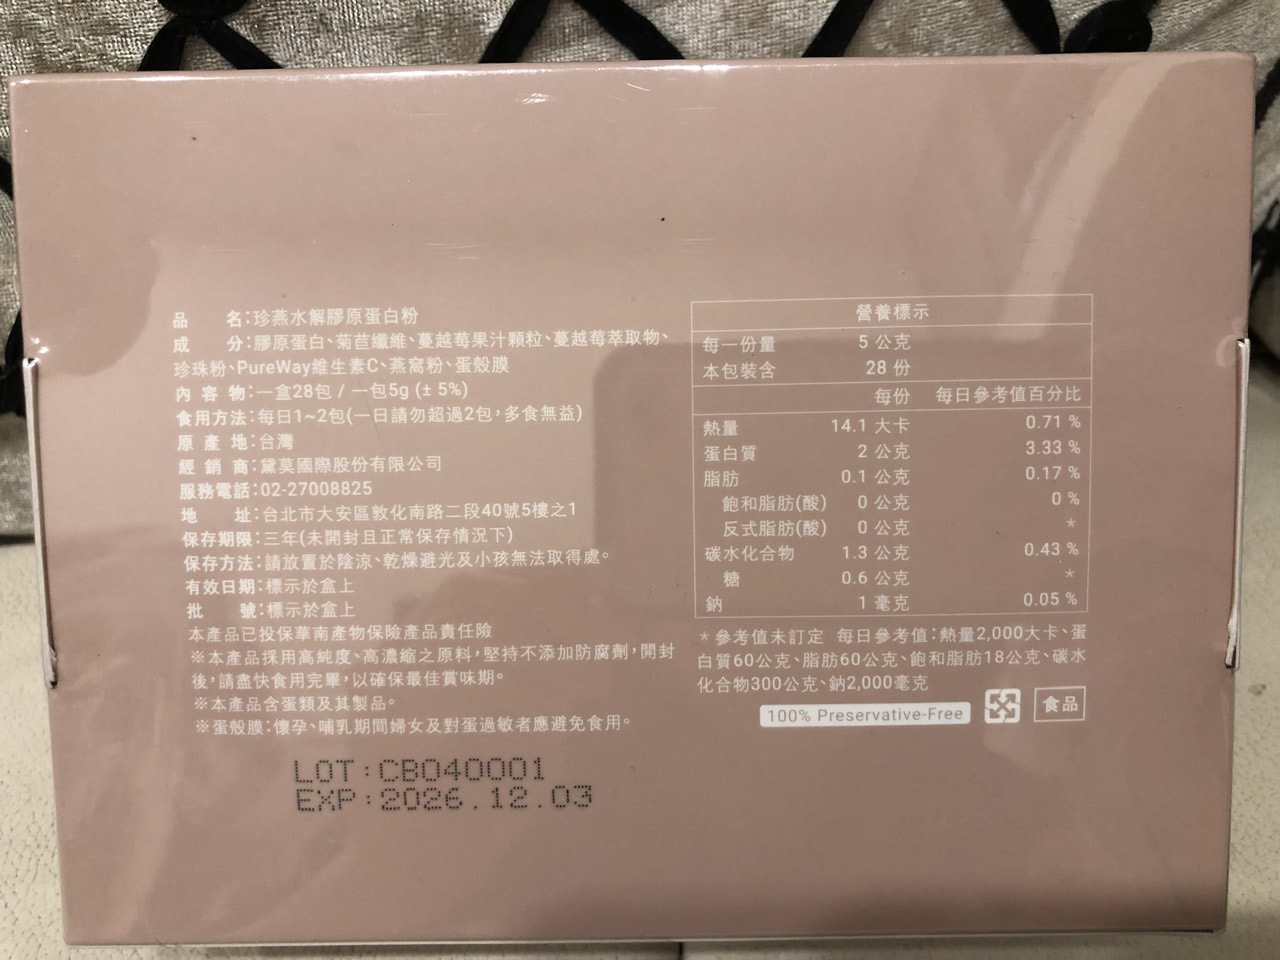 品　　名：珍燕水解膠原蛋白粉
成　　分：膠原蛋白、菊苣纖維、蔓越莓果汁顆粒、蔓越莓萃取物、
珍珠粉、PureWay維生素C、燕窩粉、蛋殼膜
內 容 物：一盒28包 / 一包5g (± 5%)
食用方法：每日1~2包(一日請勿超過2包，多食無益)
原 產 地：台灣
經 銷 商：黛莫國際股份有限公司
服務電話：02-27008825
地　　址：台北市大安區敦化南路二段40號5樓之1
保存期限：三年(未開封且正常保存情況下)
保存方法：請放置於陰涼、乾燥避光及小孩無法取得處。
有效日期：標示於盒上
批　　號：標示於盒上
本產品已投保華南產物保險產品責任險
※本產品採用高純度、高濃縮之原料，堅持不添加防腐劑，開封
後，請盡快食用完畢，以確保最佳賞味期。
※本產品含蛋類及其製品。
※蛋殼膜：懷孕、哺乳期間婦女及對蛋過敏者應避免食用。
LOT：CB040001
EXP：2026.12.03
營養標示
每一份量 5 公克
本包裝含 28 份
每份 每日參考值百分比
熱量 14.1 大卡 0.71 %
蛋白質 2 公克 3.33 %
脂肪 0.1 公克 0.17 %
飽和脂肪(酸) 0 公克 0 %
反式脂肪(酸) 0 公克 *
碳水化合物 1.3 公克 0.43 %
糖 0.6 公克 *
鈉 1 毫克 0.05 %
* 參考值未訂定 每日參考值：熱量2,000大卡、蛋
白質60公克、脂肪60公克、飽和脂肪18公克、碳水
化合物300公克、鈉2,000毫克
100% Preservative-Free 食品